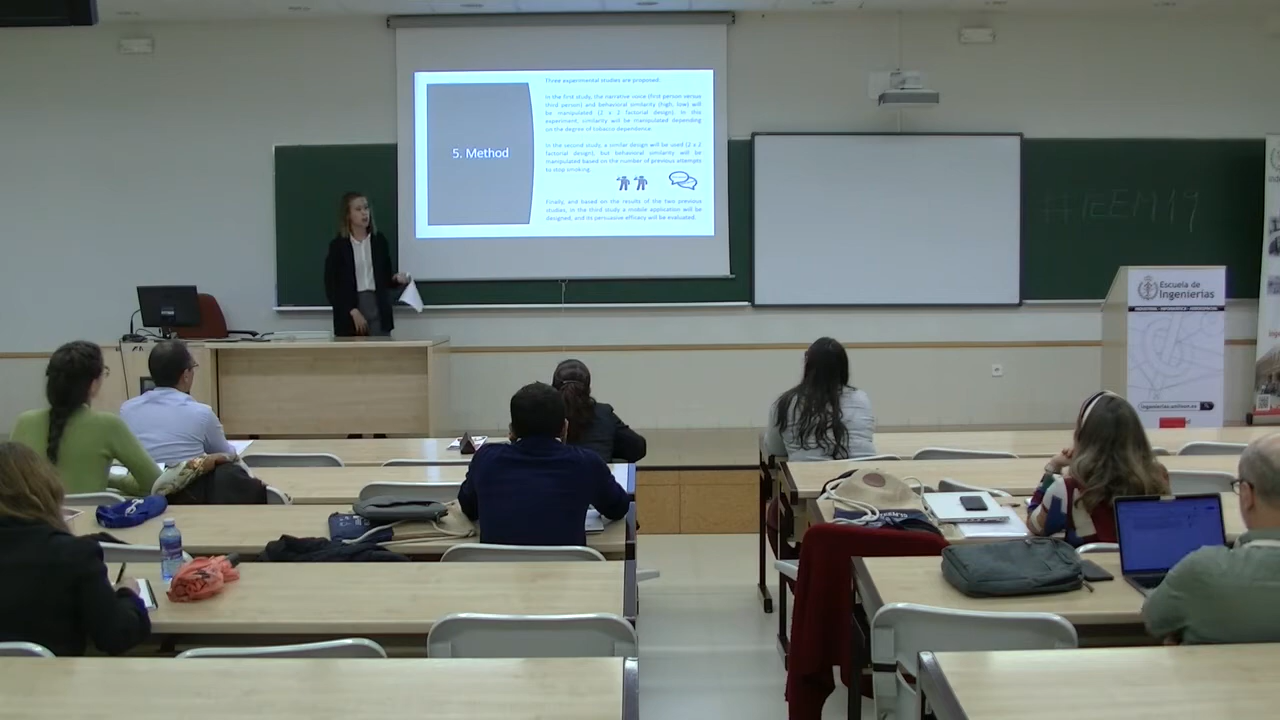 Three experimental studies are proposed:
In the first study, the narrative voice (first person versus
third person) and behavioral similarity (high, low) will
be manipulated (2 x 2 factorial design). In this
experiment, similarity will be manipulated depending
on the degree of tobacco dependence.
In the second study, a similar design will be used (2 x 2
factorial design), but behavioral similarity will be
manipulated based on the number of previous attempts
to stop smoking.
5. Method
Finally, and based on the results of the two previous
studies, in the third study a mobile application will be
designed, and its persuasive efficacy will be evaluated.
TEEM19
Escuela de
Ingenierías
ingenierias.unileon.es